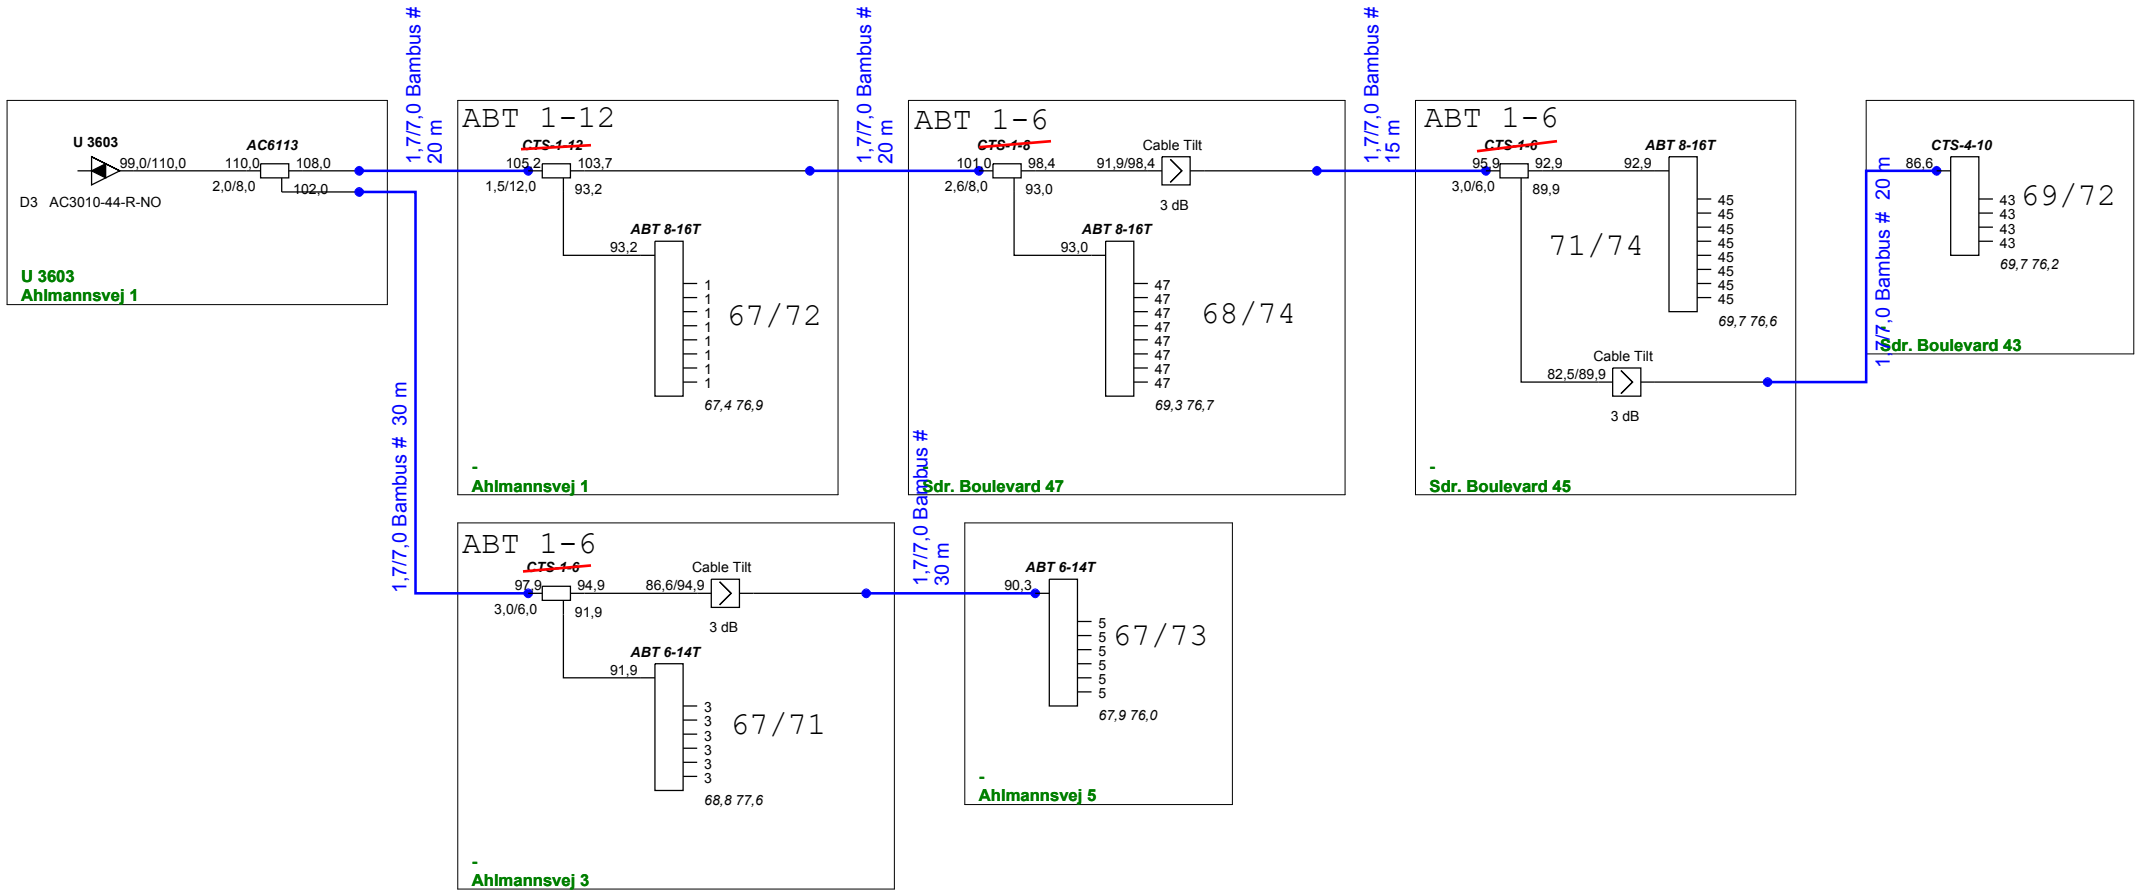 U 3603
99,0/110,0
D3 AC3010-44-R-NO
AC6113
110,0
108,0
2,0/8,0
102,0
U 3603
Ahlmannsvej 1
1,7/7,0 Bambus #
20 m
1,7/7,0 Bambus # 30 m
ABT 1-12
CTS-1-12
105,2
103,7
1,5/12,0
93,2
ABT 8-16T
93,2
1
1
1
1
1
1
1
1
67/72
67,4 76,9
-
Ahlmannsvej 1
1,7/7,0 Bambus #
20 m
ABT 1-6
CTS-1-8
101,0
98,4
2,6/8,0
93,0
Cable Tilt
91,9/98,4
3 dB
ABT 8-16T
93,0
47
47
47
47
47
47
47
47
68/74
69,3 76,7
-
Sdr. Boulevard 47
1,7/7,0 Bambus #
15 m
ABT 1-6
CTS-1-6
95,9
92,9
3,0/6,0
89,9
ABT 8-16T
92,9
45
45
45
45
45
45
45
45
71/74
69,7 76,6
Cable Tilt
82,5/89,9
3 dB
-
Sdr. Boulevard 45
1,7/7,0 Bambus # 20 m
CTS-4-10
86,6
43
43
43
43
69/72
69,7 76,2
-
Sdr. Boulevard 43
ABT 1-6
CTS-1-6
97,9
94,9
3,0/6,0
91,9
Cable Tilt
86,6/94,9
3 dB
ABT 6-14T
91,9
3
3
3
3
3
3
67/71
68,8 77,6
-
Ahlmannsvej 3
1,7/7,0 Bambus #
30 m
ABT 6-14T
90,3
5
5
5
5
5
5
67/73
67,9 76,0
-
Ahlmannsvej 5